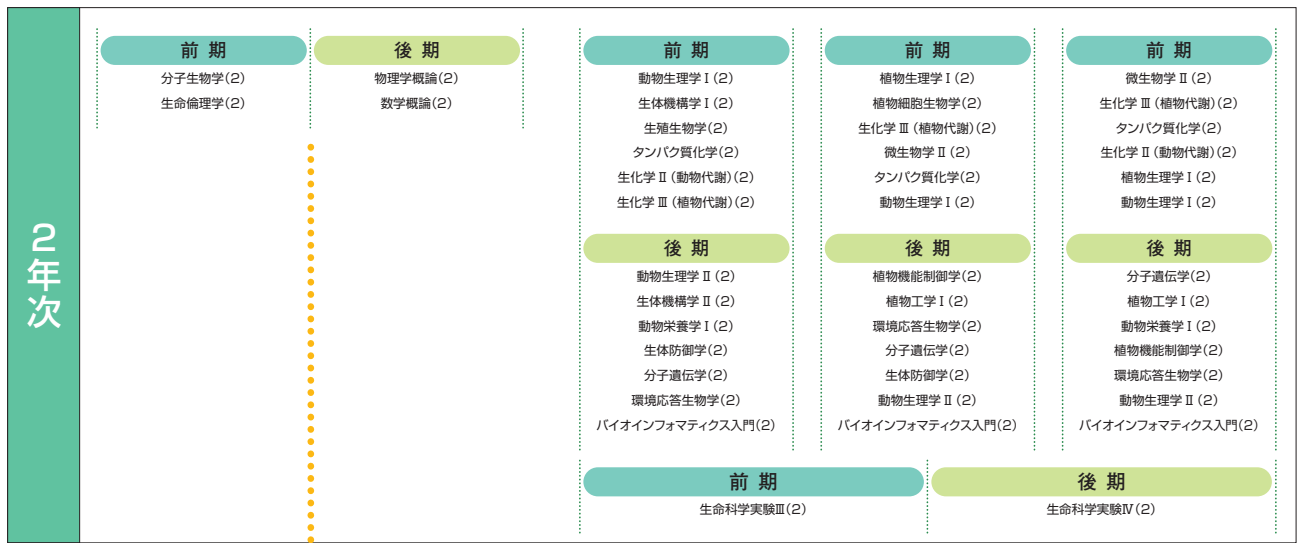 2年次
前期
分子生物学(2)
生命倫理学(2)
後期
物理学概論(2)
数学概論(2)
前期
動物生理学Ⅰ(2)
生体機構学Ⅰ(2)
生殖生物学(2)
タンパク質化学(2)
生化学Ⅱ(動物代謝)(2)
生化学Ⅲ(植物代謝)(2)
後期
動物生理学Ⅱ(2)
生体機構学Ⅱ(2)
動物栄養学Ⅰ(2)
生体防御学(2)
分子遺伝学(2)
環境応答生物学(2)
バイオインフォマティクス入門(2)
前期
植物生理学Ⅰ(2)
植物細胞生物学(2)
生化学Ⅲ(植物代謝)(2)
微生物学Ⅱ(2)
タンパク質化学(2)
動物生理学Ⅰ(2)
後期
植物機能制御学(2)
植物工学Ⅰ(2)
環境応答生物学(2)
分子遺伝学(2)
生体防御学(2)
動物生理学Ⅱ(2)
バイオインフォマティクス入門(2)
前期
微生物学Ⅱ(2)
生化学Ⅲ(植物代謝)(2)
タンパク質化学(2)
生化学Ⅱ(動物代謝)(2)
植物生理学Ⅰ(2)
動物生理学Ⅰ(2)
後期
分子遺伝学(2)
植物工学Ⅰ(2)
動物栄養学Ⅰ(2)
植物機能制御学(2)
環境応答生物学(2)
動物生理学Ⅱ(2)
バイオインフォマティクス入門(2)
前期
生命科学実験Ⅲ(2)
後期
生命科学実験Ⅳ(2)